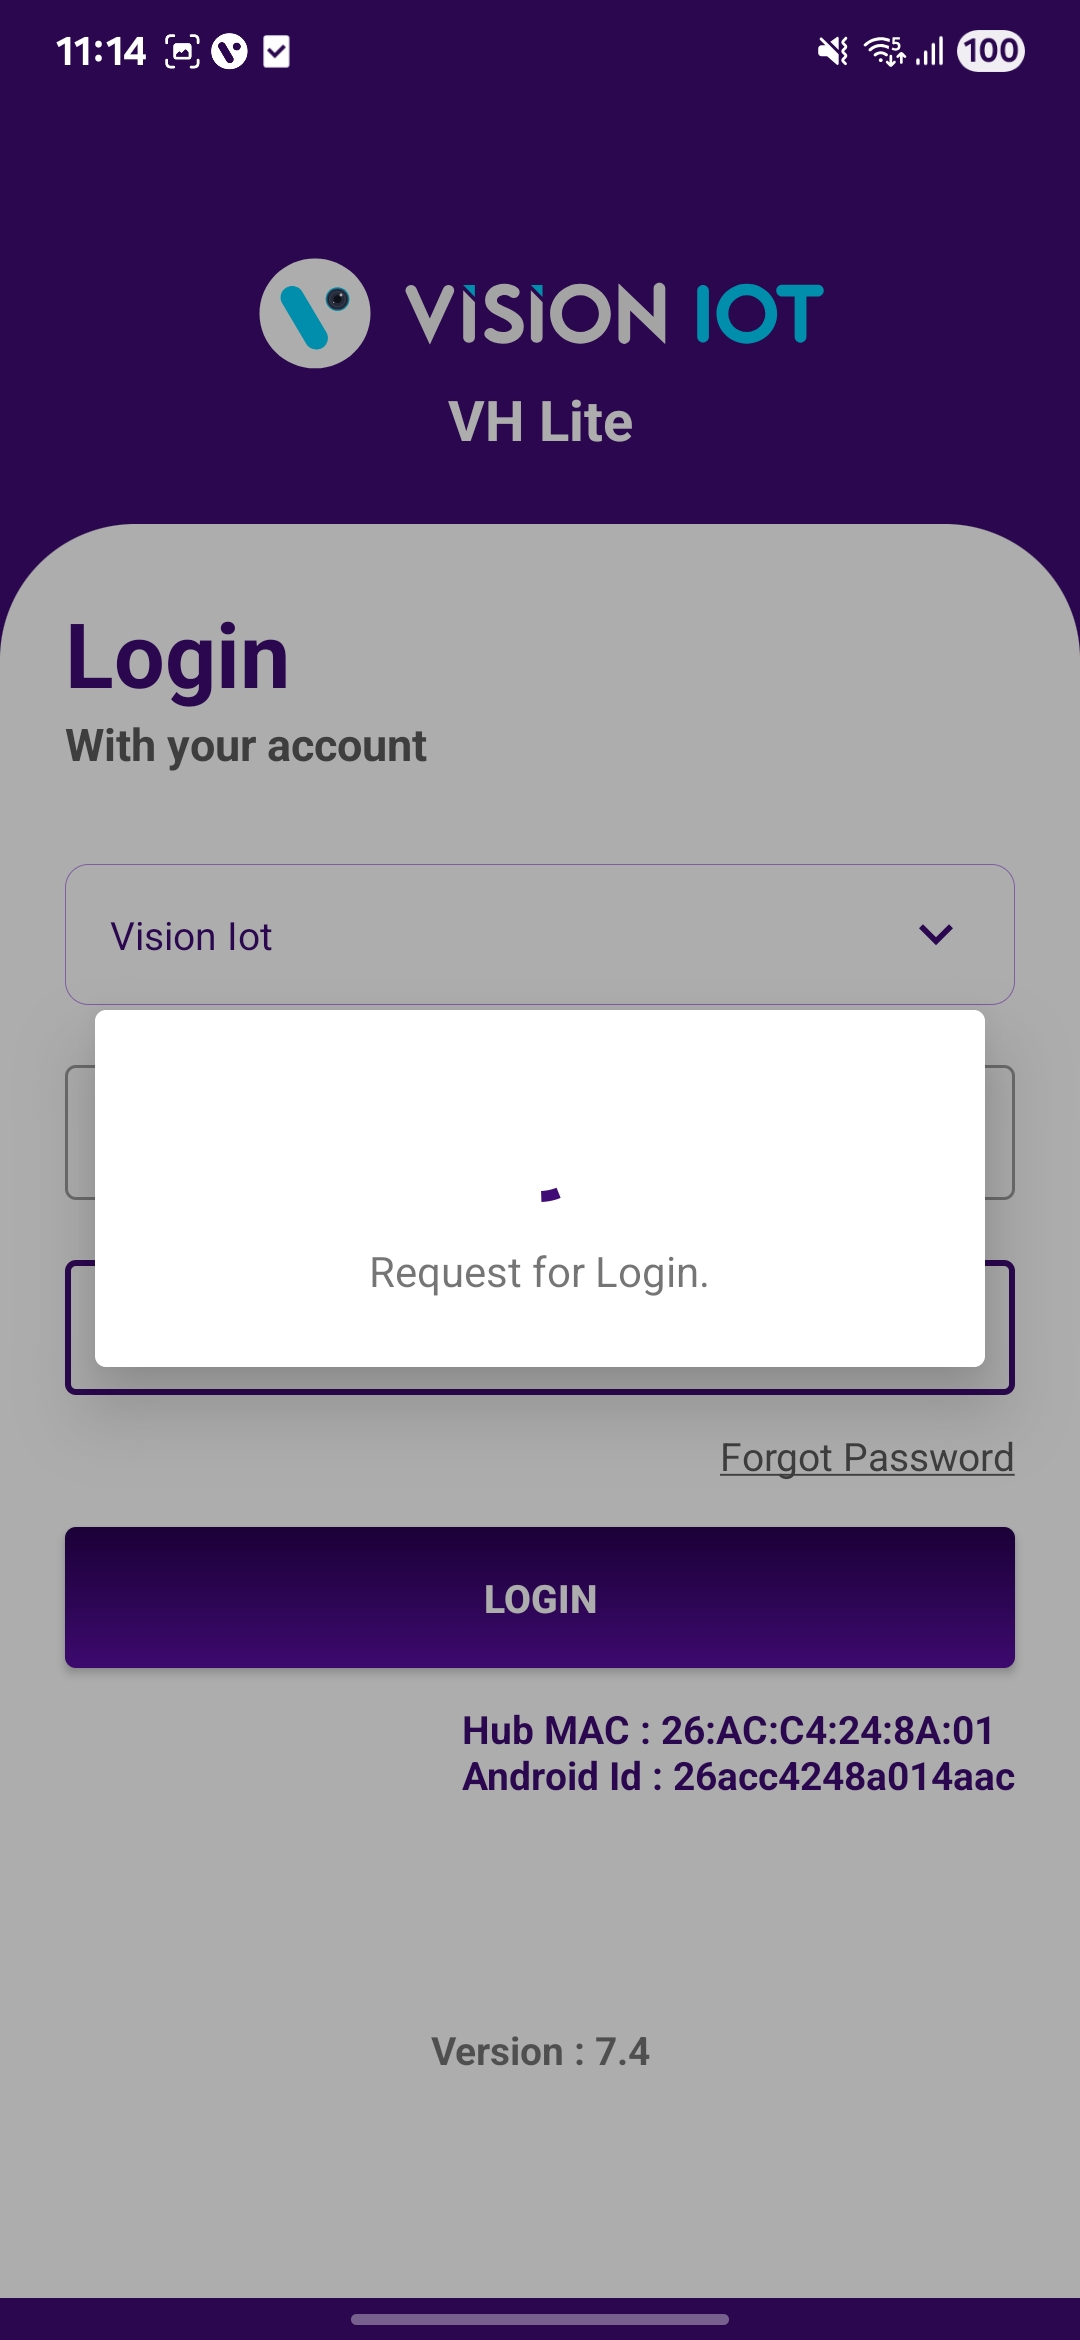 11:14
5
100
ViSiON IOT
VH Lite
Login
With your account
Vision Iot
Request for Login.
Forgot Password
LOGIN
Hub MAC : 26:AC:C4:24:8A:01
Android Id : 26acc4248a014aac
Version : 7.4